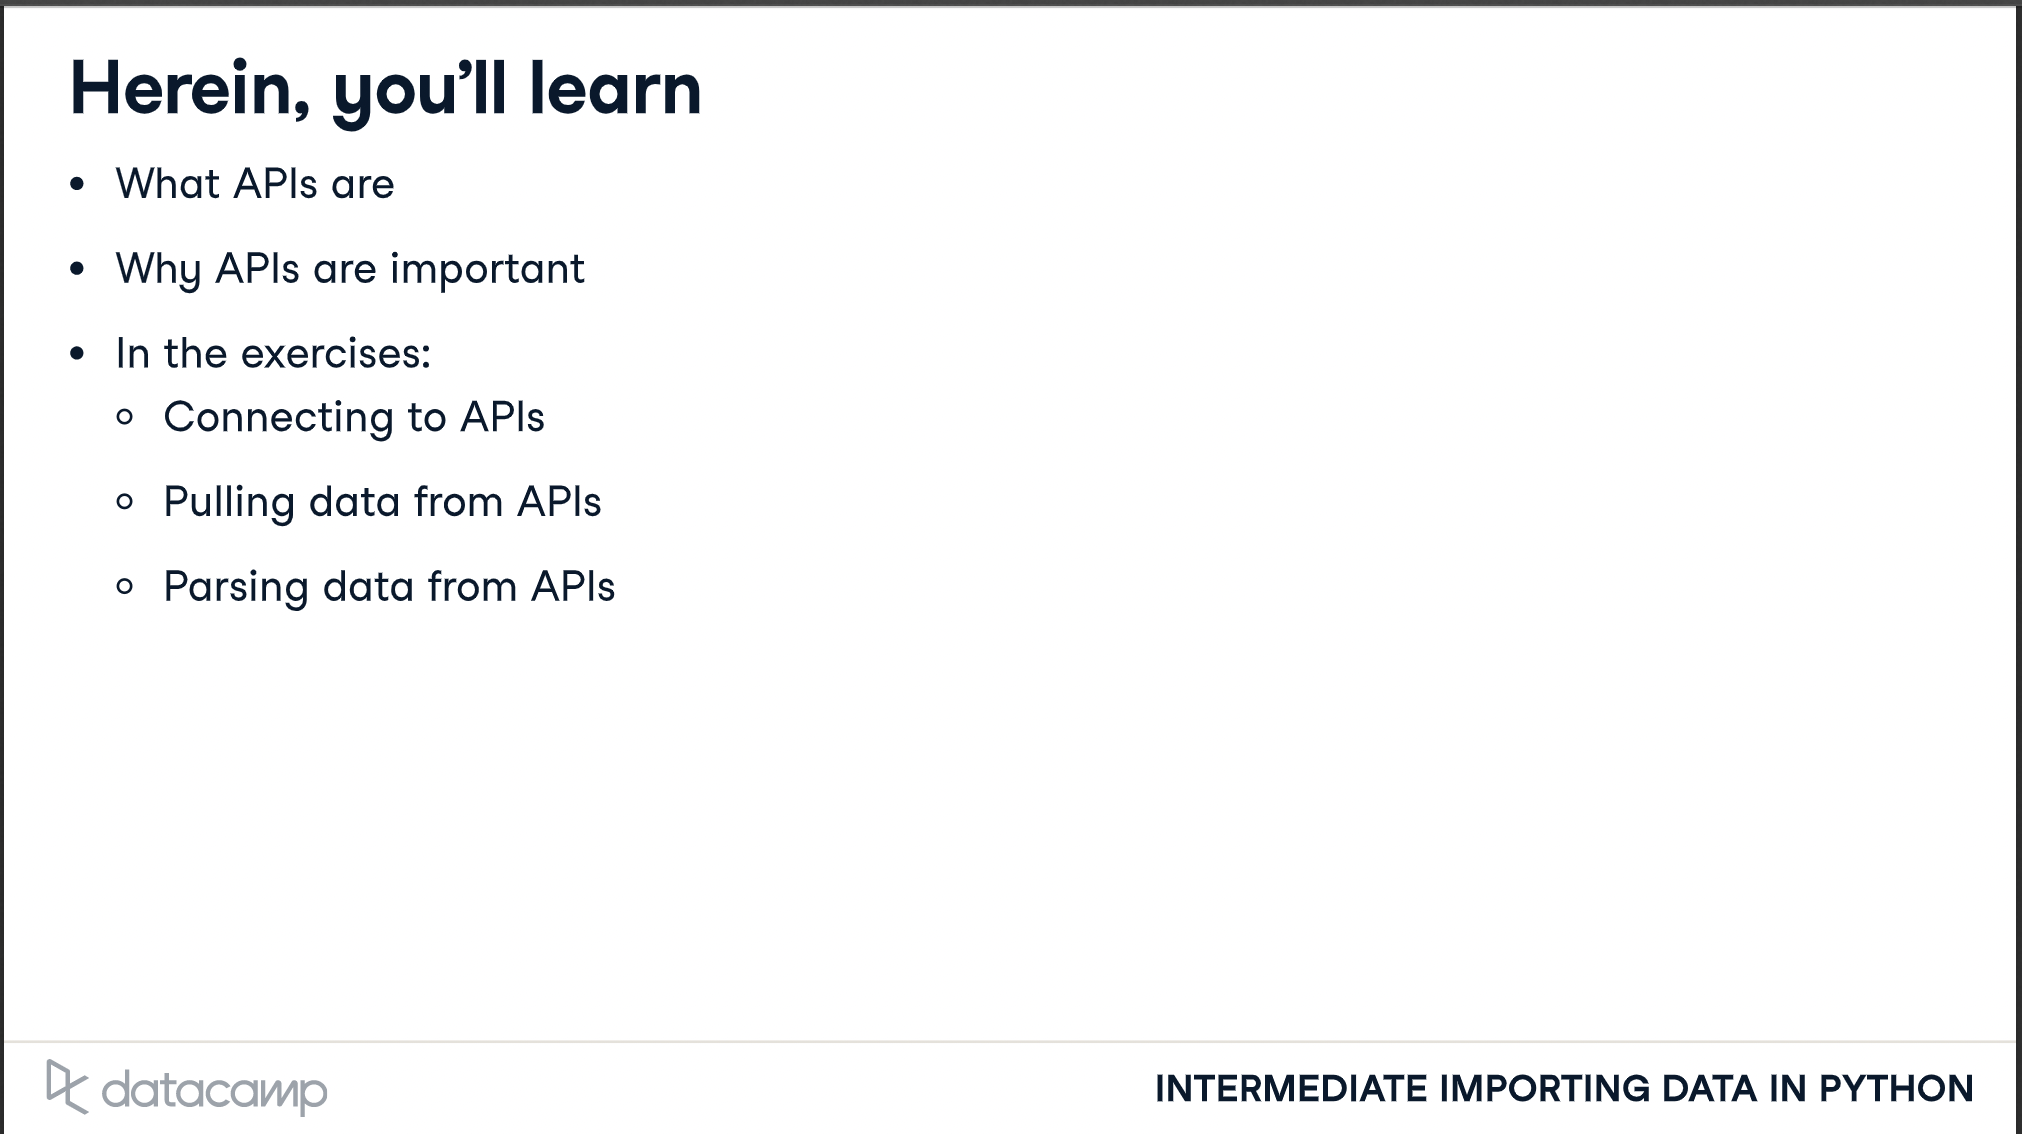 Herein, you’ll learn
• What APIs are
• Why APIs are important
• In the exercises:
○ Connecting to APIs
○ Pulling data from APIs
○ Parsing data from APIs
datacamp
INTERMEDIATE IMPORTING DATA IN PYTHON